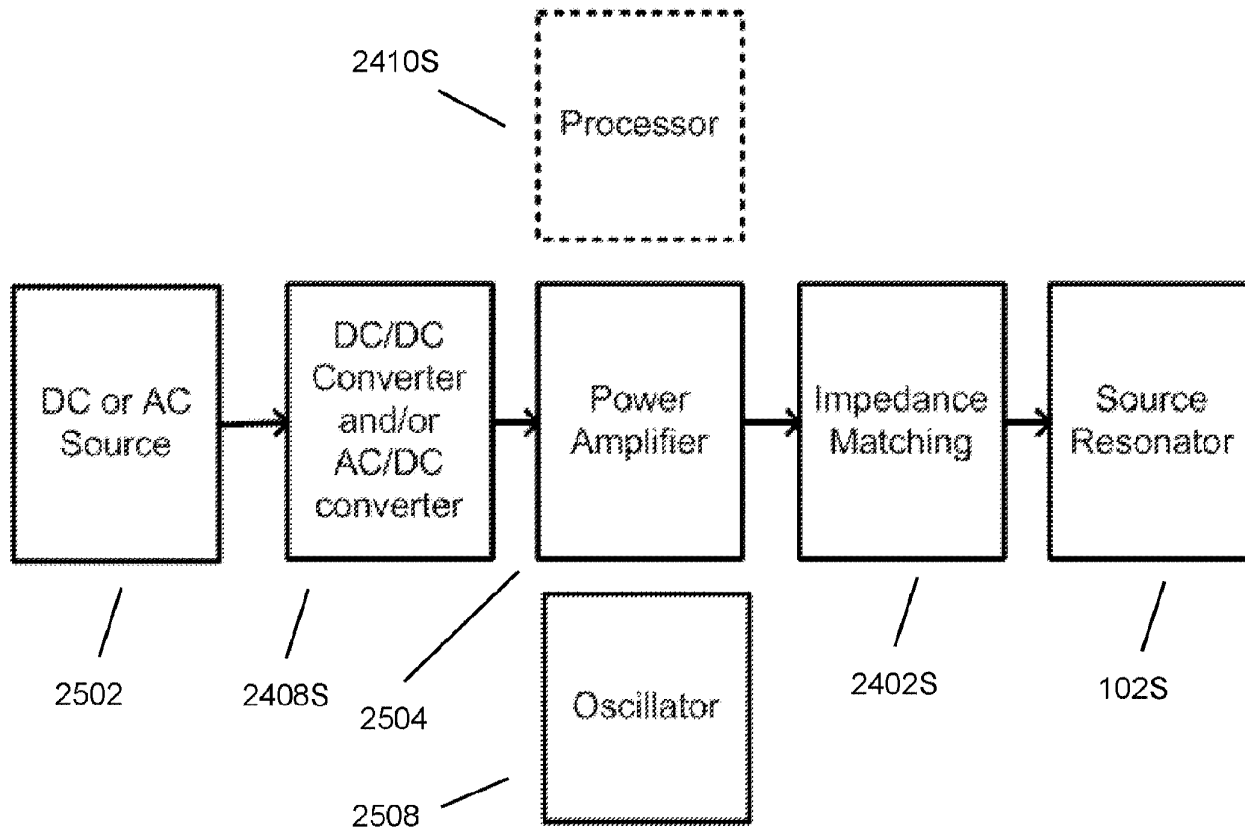 2410S
Processor
DC or AC
Source
DC/DC
Converter
and/or
AC/DC
converter
Power
Amplifier
Impedance
Matching
Source
Resonator
2502
2408S
2504
2402S
102S
Oscillator
2508